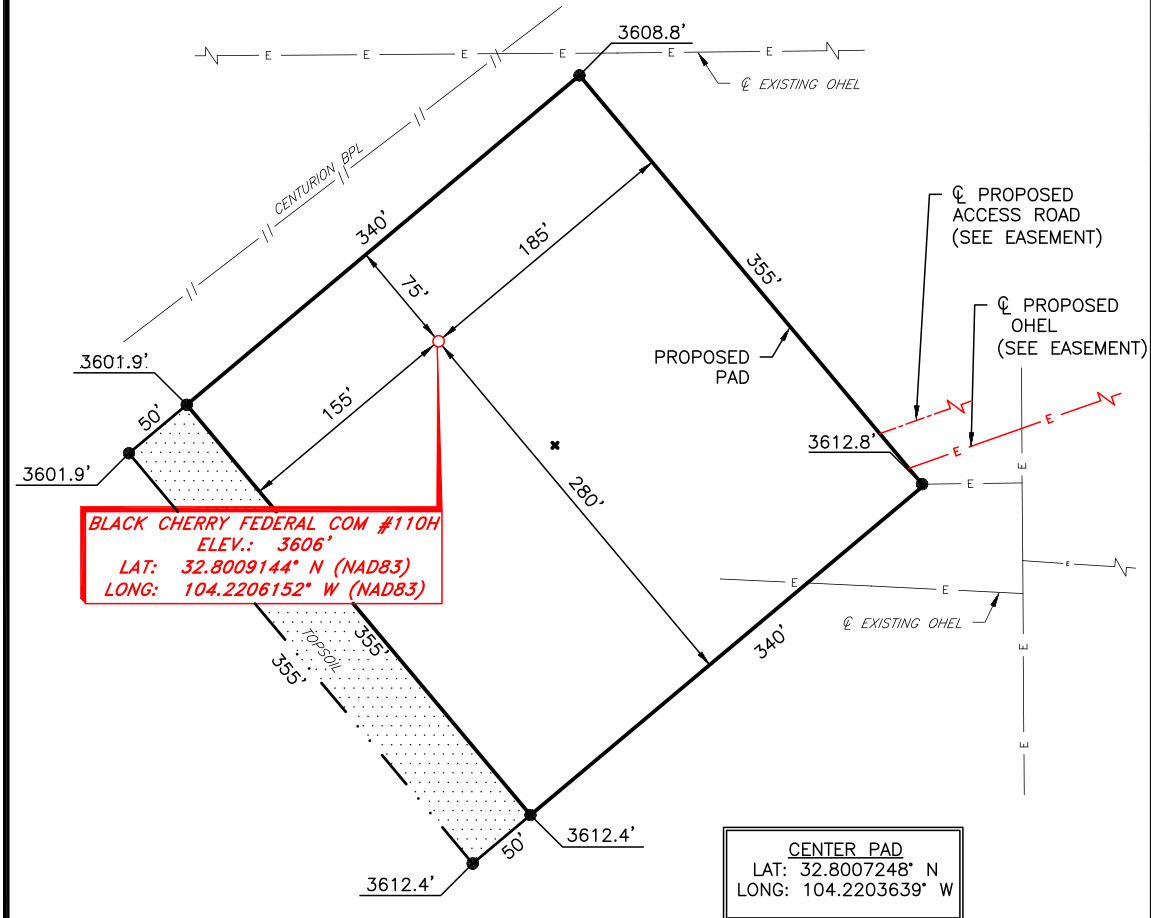 3608.8'
E E E E E
℄ EXISTING OHEL
CENTURION BPL
340'
185'
75'
355'
℄ PROPOSED
ACCESS ROAD
(SEE EASEMENT)
℄ PROPOSED
OHEL
(SEE EASEMENT)
PROPOSED
PAD
3601.9'
50'
155'
3601.9'
3612.8'
E E
E
E
280'
BLACK CHERRY FEDERAL COM #110H
ELEV.: 3606'
LAT: 32.8009144° N (NAD83)
LONG: 104.2206152° W (NAD83)
E
E E
℄ EXISTING OHEL
E
E
TOPSOIL
355'
355'
340'
50'
3612.4'
3612.4'
CENTER PAD
LAT: 32.8007248° N
LONG: 104.2203639° W